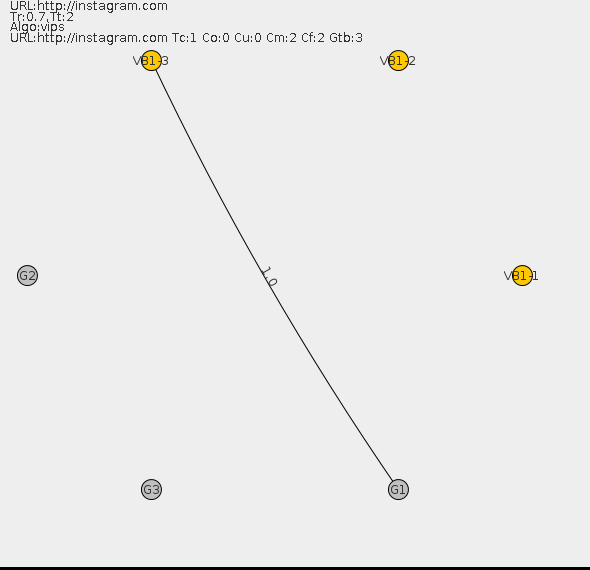 URL:http://instagram.com
Tr:0.7,Tt:2
Algo:vips
URL:http://instagram.com Tc:1 Co:0 Cu:0 Cm:2 Cf:2 Gtb:3
VB1-3
VB1-2
1.0
G2
VB1-1
G3
G1